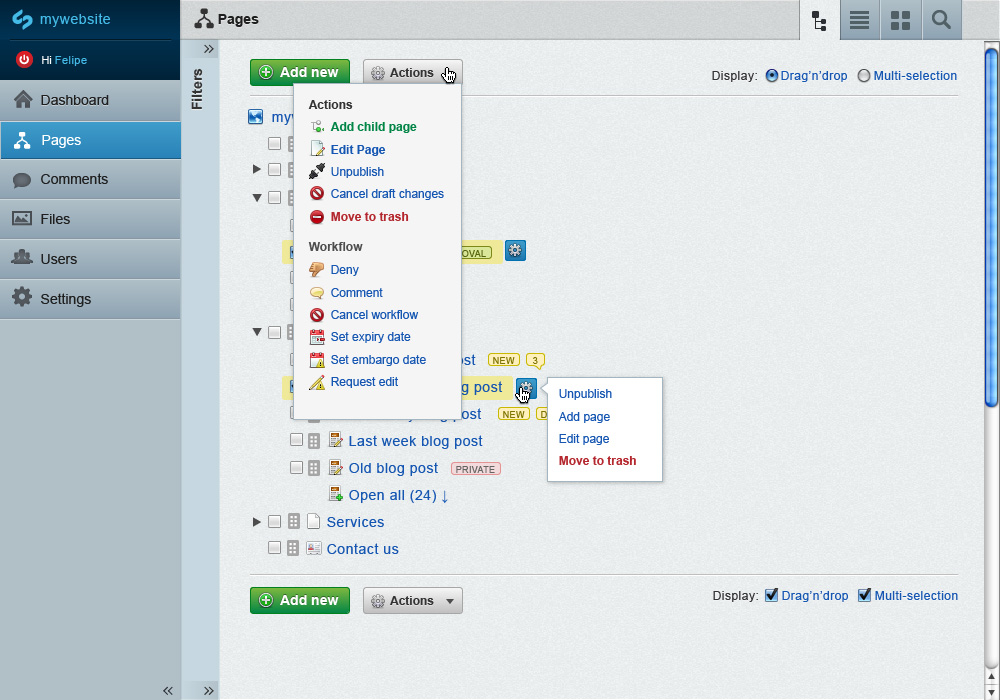 mywebsite
Pages
Hi Felipe
Filters
Dashboard
Pages
Comments
Files
Users
Settings
Add new
Actions
Display: Drag'n'drop Multi-selection
Actions
Add child page
Edit Page
Unpublish
Cancel draft changes
Move to trash
Workflow
Deny
Comment
Cancel workflow
Set expiry date
Set embargo date
Request edit
NEW 3
post
NEW
post
Unpublish
Add page
Edit page
Move to trash
Last week blog post
Old blog post PRIVATE
Open all (24) ↓
Services
Contact us
Add new
Actions
Display: Drag'n'drop Multi-selection